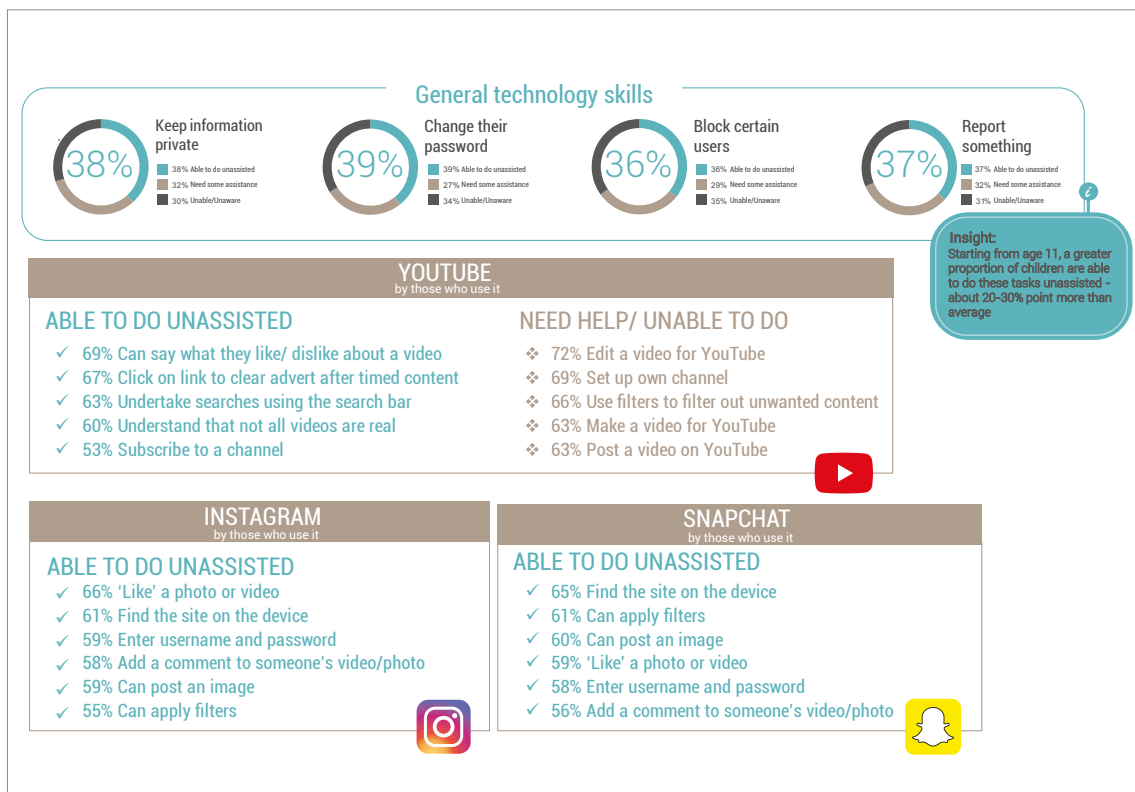 General technology skills
38%
Keep information
private
38% Able to do unassisted
32% Need some assistance
30% Unable/Unaware
39%
Change their
password
39% Able to do unassisted
27% Need some assistance
34% Unable/Unaware
36%
Block certain
users
36% Able to do unassisted
29% Need some assistance
35% Unable/Unaware
37%
Report
something
37% Able to do unassisted
32% Need some assistance
31% Unable/Unaware
i
Insight:
Starting from age 11, a greater
proportion of children are able
to do these tasks unassisted -
about 20-30% point more than
average
YOUTUBE
by those who use it
ABLE TO DO UNASSISTED
69% Can say what they like/ dislike about a video
67% Click on link to clear advert after timed content
63% Undertake searches using the search bar
60% Understand that not all videos are real
53% Subscribe to a channel
NEED HELP/ UNABLE TO DO
72% Edit a video for YouTube
69% Set up own channel
66% Use filters to filter out unwanted content
63% Make a video for YouTube
63% Post a video on YouTube
INSTAGRAM
by those who use it
ABLE TO DO UNASSISTED
66% ‘Like’ a photo or video
61% Find the site on the device
59% Enter username and password
58% Add a comment to someone’s video/photo
59% Can post an image
55% Can apply filters
SNAPCHAT
by those who use it
ABLE TO DO UNASSISTED
65% Find the site on the device
61% Can apply filters
60% Can post an image
59% ‘Like’ a photo or video
58% Enter username and password
56% Add a comment to someone’s video/photo